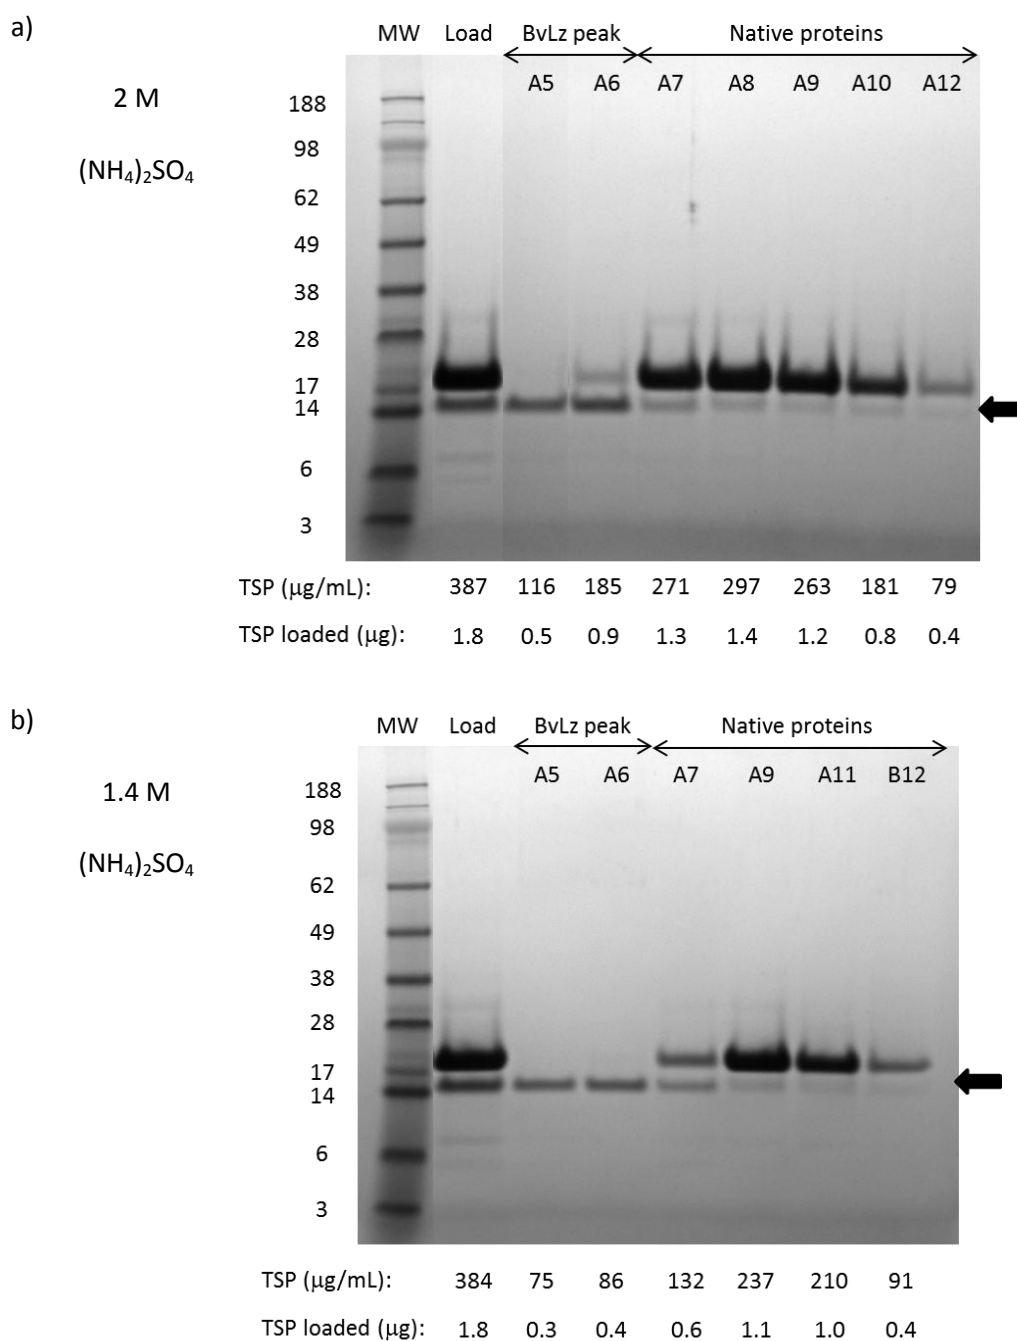 a)
MW Load BvLz peak Native proteins
A5 A6 A7 A8 A9 A10 A12
2 M
(NH₄)₂SO₄
188
98
62
49
38
28
17
14
6
3
TSP (µg/mL): 387 116 185 271 297 263 181 79
TSP loaded (µg): 1.8 0.5 0.9 1.3 1.4 1.2 0.8 0.4
b)
MW Load BvLz peak Native proteins
A5 A6 A7 A9 A11 B12
1.4 M
(NH₄)₂SO₄
188
98
62
49
38
28
17
14
6
3
TSP (µg/mL): 384 75 86 132 237 210 91
TSP loaded (µg): 1.8 0.3 0.4 0.6 1.1 1.0 0.4